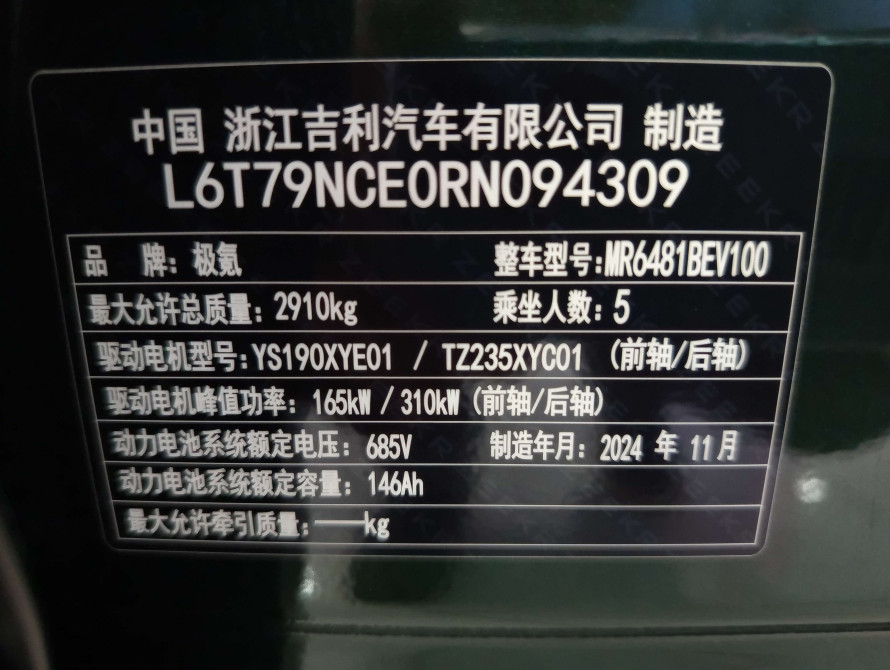 中国 浙江吉利汽车有限公司 制造
L6T79NCE0RN094309
品 牌：极氪 整车型号：MR6481BEV100
最大允许总质量：2910kg 乘坐人数：5
驱动电机型号：YS190XYE01 / TZ235XYC01 (前轴/后轴)
驱动电机峰值功率：165kW / 310kW (前轴/后轴)
动力电池系统额定电压：685V 制造年月：2024 年 11 月
动力电池系统额定容量：146Ah
最大允许牵引质量：——kg